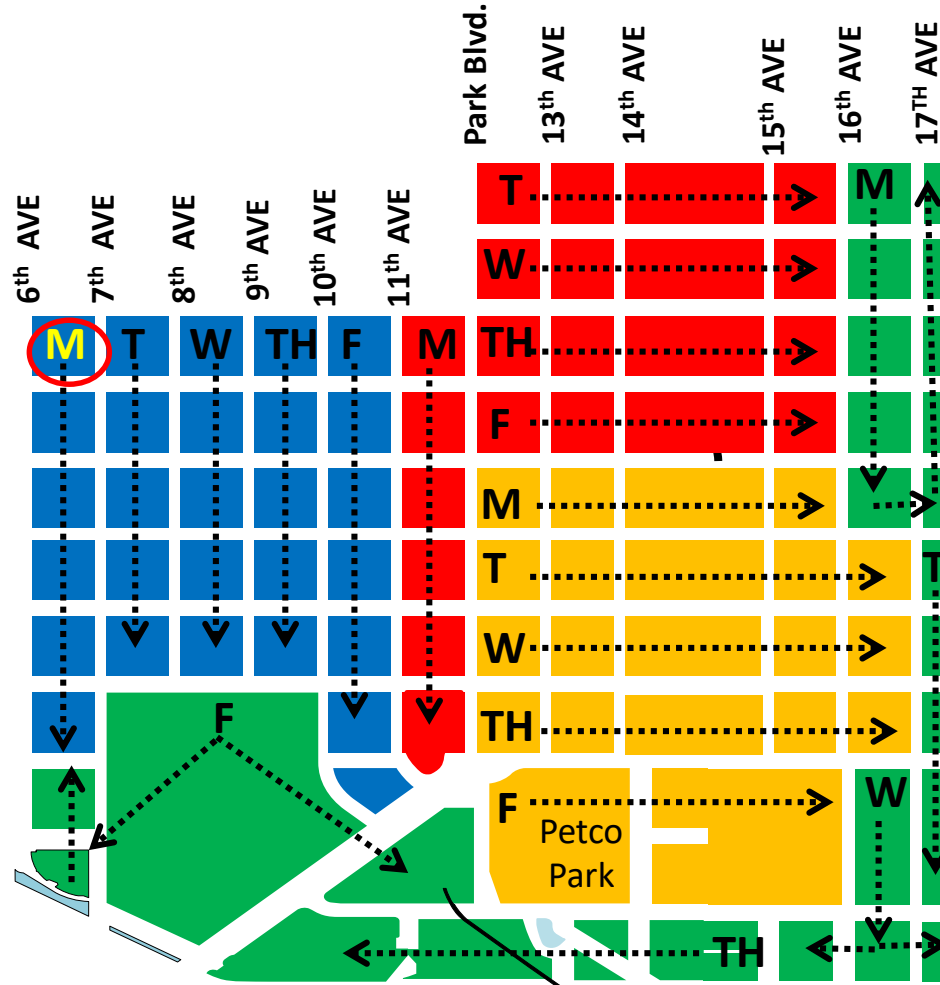 Park Blvd.
13th AVE
14th AVE
15th AVE
16th AVE
17TH AVE
6th AVE
7th AVE
8th AVE
9th AVE
10th AVE
11th AVE
T
M
W
M
T
W
TH
F
M
TH
F
M
T
T
W
TH
F
F
W
Petco
Park
TH